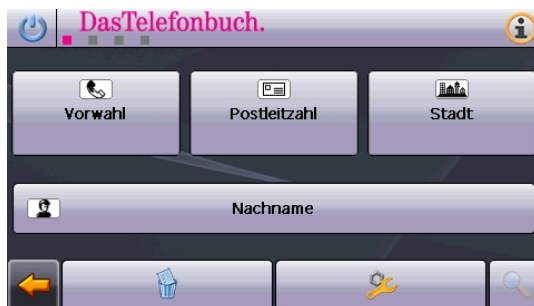 DasTelefonbuch.
Vorwahl
Postleitzahl
Stadt
Nachname